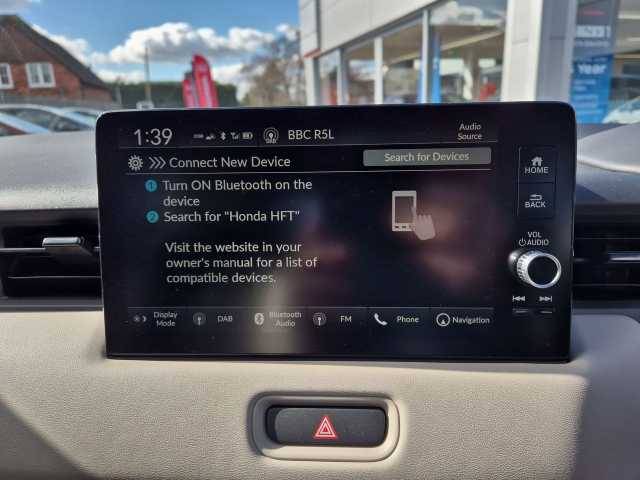 1:39
DAB
BBC R5L
Audio
Source
Connect New Device
Search for Devices
1 Turn ON Bluetooth on the
device
2 Search for "Honda HFT"
Visit the website in your
owner's manual for a list of
compatible devices.
HOME
BACK
VOL
AUDIO
Display
Mode
DAB
Bluetooth
Audio
FM
Phone
Navigation
Year